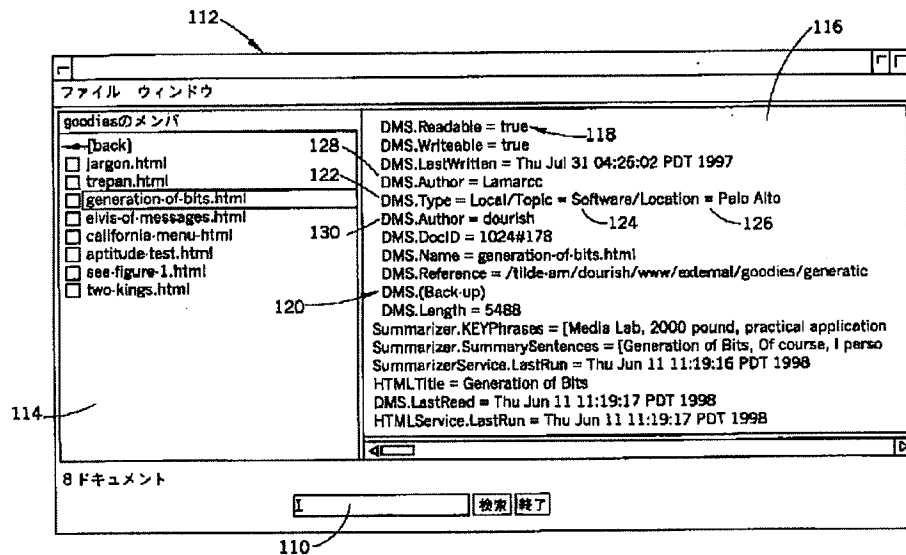 112
116
ファイル ウィンドウ
goodiesのメンバ
[back]
jargon.html
trepan.html
generation-of-bits.html
elvis-of-messages.html
california-menu-html
aptitude-test.html
see-figure-1.html
two-kings.html
114
8ドキュメント
DMS.Readable = true
118
DMS.Writeable = true
128
DMS.LastWritten = Thu Jul 31 04:26:02 PDT 1997
122
DMS.Author = Lamarcc
DMS.Type = Local/Topic = Software/Location = Palo Alto
130
DMS.Author = dourish
124
126
DMS.DocID = 1024#178
DMS.Name = generation-of-bits.html
DMS.Reference = /tilde-am/dourish/www/external/goodies/generatic
120
DMS.(Back-up)
DMS.Length = 5488
Summarizer.KEYPhrases = [Media Lab, 2000 pound, practical application
Summarizer.SummarySentences = [Generation of Bits, Of course, I perso
SummarizerService.LastRun = Thu Jun 11 11:19:16 PDT 1998
HTMLTitle = Generation of Bits
DMS.LastRead = Thu Jun 11 11:19:17 PDT 1998
HTMLService.LastRun = Thu Jun 11 11:19:17 PDT 1998
検索 終了
110